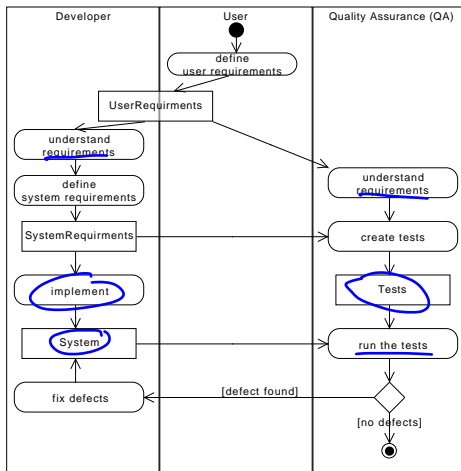 Developer
User
Quality Assurance (QA)
define
user requirements
UserRequirments
understand
requirements
understand
requirements
define
system requirements
SystemRequirments
create tests
implement
Tests
System
run the tests
fix defects
[defect found]
[no defects]